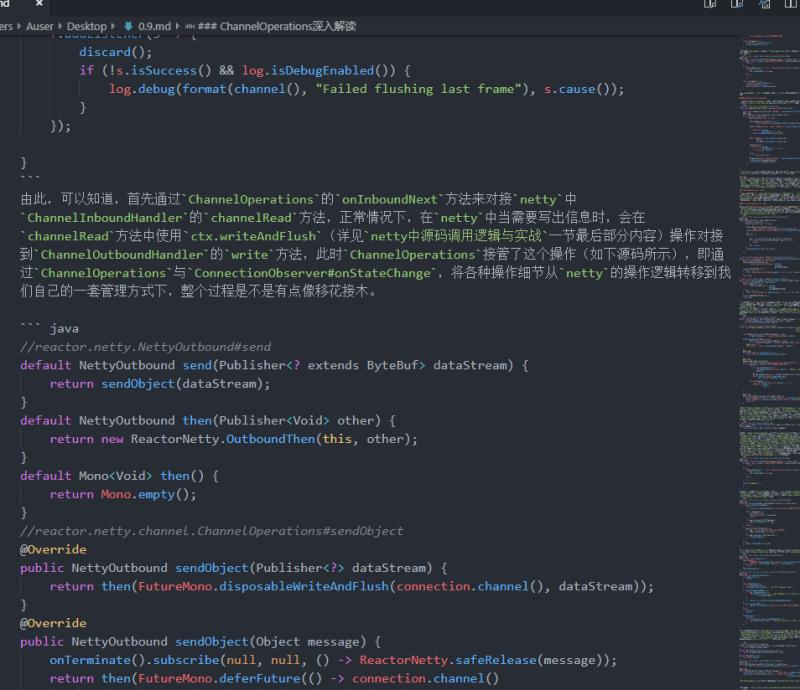 ers › Auser › Desktop › 0.9.md › abc ### ChannelOperations深入解读
discard();
if (!s.isSuccess() && log.isDebugEnabled()) {
log.debug(format(channel(), "Failed flushing last frame"), s.cause());
}
});
}
```
由此，可以知道，首先通过`ChannelOperations`的`onInboundNext`方法来对接`netty`中
`ChannelInboundHandler`的`channelRead`方法，正常情况下，在`netty`中当需要写出信息时，会在
`channelRead`方法中使用`ctx.writeAndFlush`（详见`netty中源码调用逻辑与实战`一节最后部分内容）操作对接
到`ChannelOutboundHandler`的`write`方法，此时`ChannelOperations`接管了这个操作（如下源码所示），即通
过`ChannelOperations`与`ConnectionObserver#onStateChange`，将各种操作细节从`netty`的操作逻辑转移到我
们自己的一套管理方式下，整个过程是不是有点像移花接木。
``` java
//reactor.netty.NettyOutbound#send
default NettyOutbound send(Publisher<? extends ByteBuf> dataStream) {
return sendObject(dataStream);
}
default NettyOutbound then(Publisher<Void> other) {
return new ReactorNetty.OutboundThen(this, other);
}
default Mono<Void> then() {
return Mono.empty();
}
//reactor.netty.channel.ChannelOperations#sendObject
@Override
public NettyOutbound sendObject(Publisher<?> dataStream) {
return then(FutureMono.disposableWriteAndFlush(connection.channel(), dataStream));
}
@Override
public NettyOutbound sendObject(Object message) {
onTerminate().subscribe(null, null, () -> ReactorNetty.safeRelease(message));
return then(FutureMono.deferFuture(() -> connection.channel()